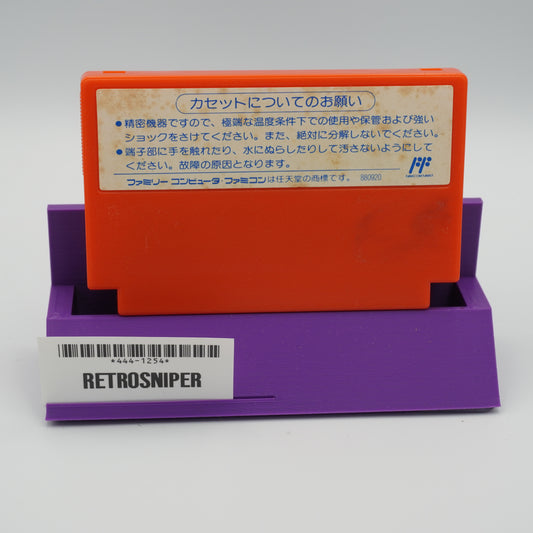 カセットについてのお願い
●精密機器ですので、極端な温度条件下での使用や保管および強い
ショックをさけてください。また、絶対に分解しないでください。
●端子部に手を触れたり、水にぬらしたりして汚さないようにして
ください。故障の原因となります。
ファミリーコンピュータ・ファミコンは任天堂の商標です。 880920
*444-1254*
RETROSNIPER